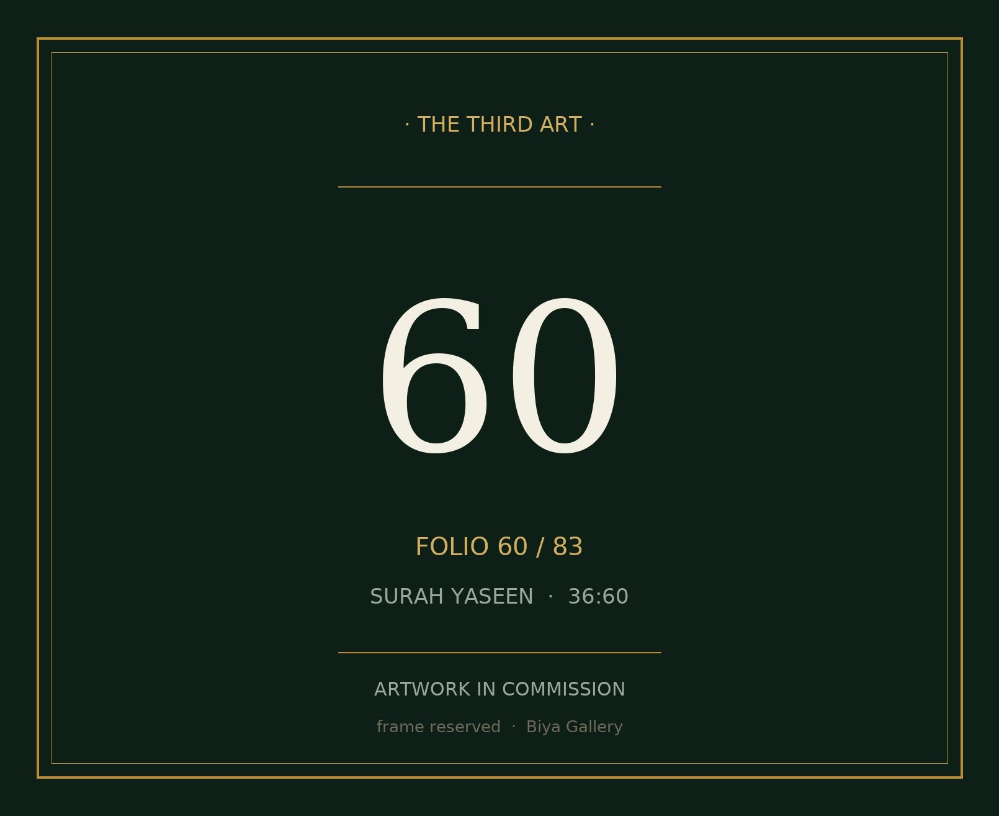 · THE THIRD ART ·
60
FOLIO 60 / 83
SURAH YASEEN · 36:60
ARTWORK IN COMMISSION
frame reserved · Biya Gallery